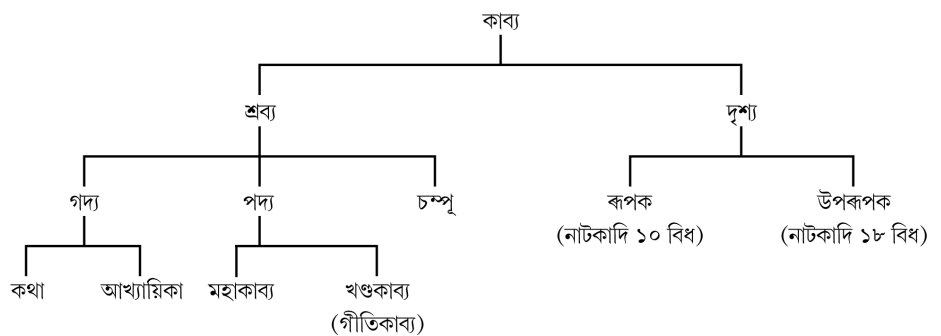 কাব্য
শ্রব্য দৃশ্য
গদ্য পদ্য চম্পূ রূপক উপরূপক
(নাটকাদি ১০ বিধ) (নাটকাদি ১৮ বিধ)
কথা আখ্যায়িকা মহাকাব্য খণ্ডকাব্য
(গীতিকাব্য)